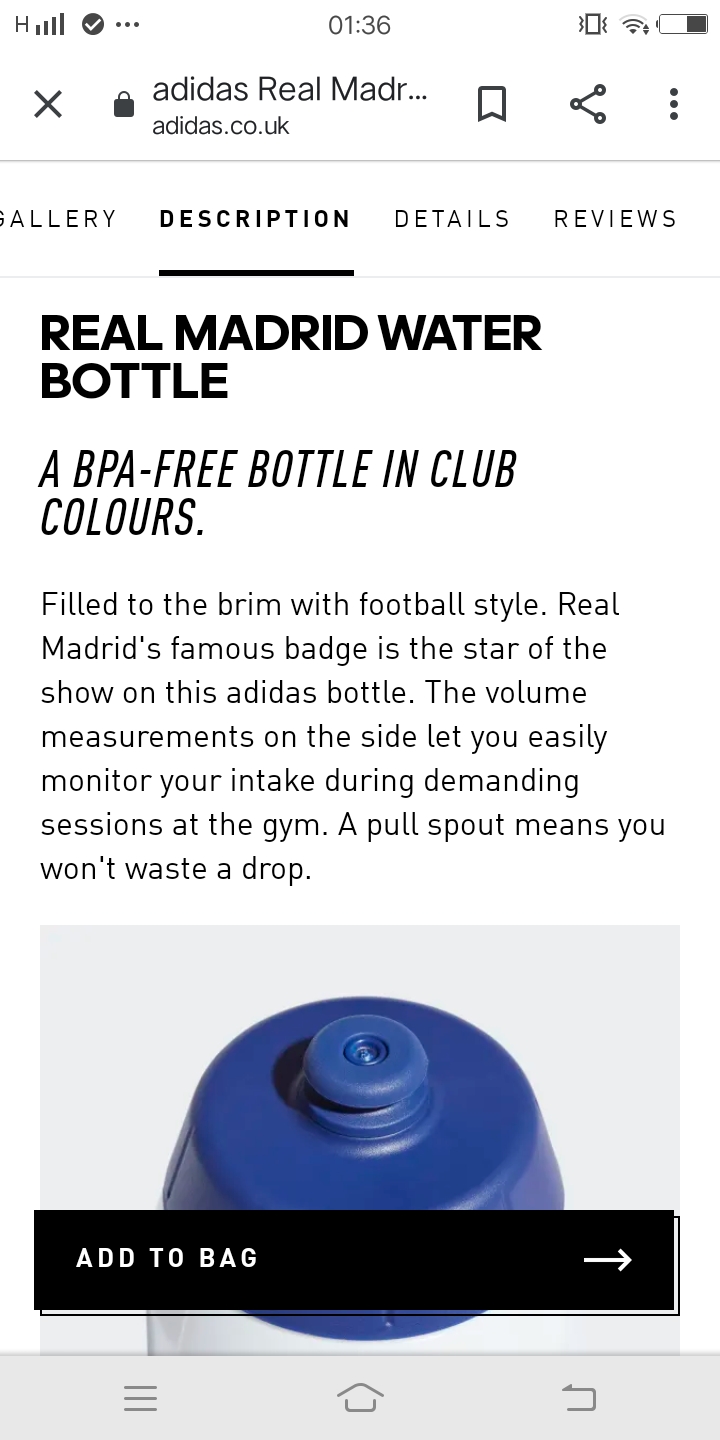 H 01:36
adidas Real Madr...
adidas.co.uk
GALLERY DESCRIPTION DETAILS REVIEWS
REAL MADRID WATER
BOTTLE
A BPA-FREE BOTTLE IN CLUB
COLOURS.
Filled to the brim with football style. Real
Madrid's famous badge is the star of the
show on this adidas bottle. The volume
measurements on the side let you easily
monitor your intake during demanding
sessions at the gym. A pull spout means you
won't waste a drop.
ADD TO BAG